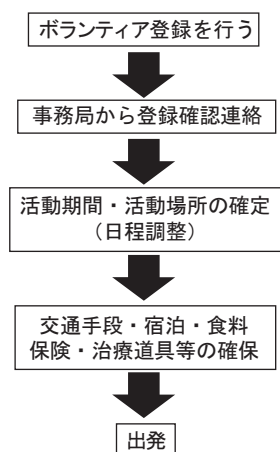 ボランティア登録を行う
事務局から登録確認連絡
活動期間・活動場所の確定
（日程調整）
交通手段・宿泊・食料
保険・治療道具等の確保
出発